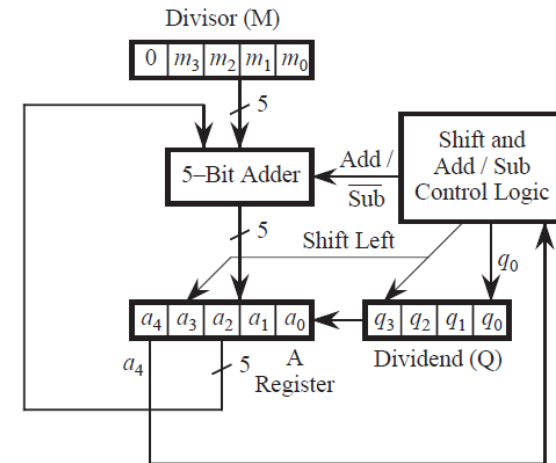 Divisor (M)
0 m3 m2 m1 m0
5
5–Bit Adder
Add /
Sub
Shift and
Add / Sub
Control Logic
5
Shift Left
q0
a4 a3 a2 a1 a0
q3 q2 q1 q0
a4
5
A
Register
Dividend (Q)